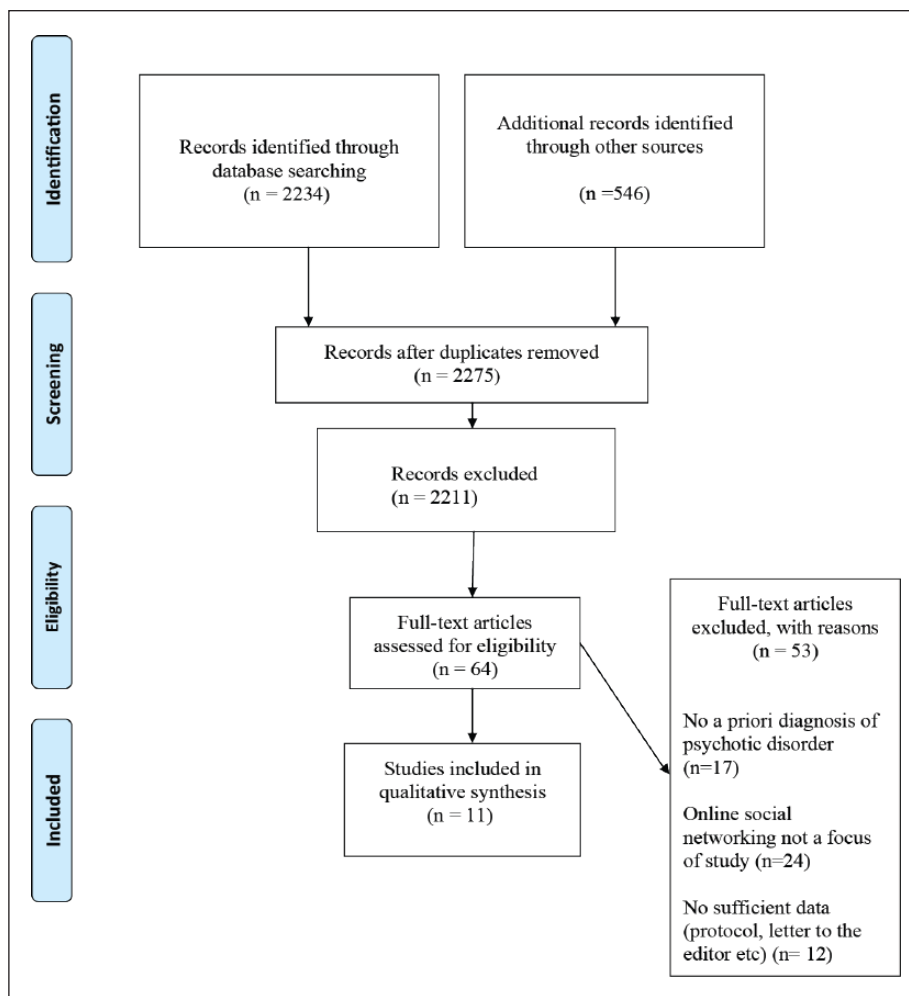 Identification
Records identified through
database searching
(n = 2234)
Additional records identified
through other sources
(n =546)
Screening
Records after duplicates removed
(n = 2275)
Records excluded
(n = 2211)
Eligibility
Full-text articles
assessed for eligibility
(n = 64)
Full-text articles
excluded, with reasons
(n = 53)
No a priori diagnosis of
psychotic disorder
(n=17)
Online social
networking not a focus
of study (n=24)
No sufficient data
(protocol, letter to the
editor etc) (n= 12)
Included
Studies included in
qualitative synthesis
(n = 11)